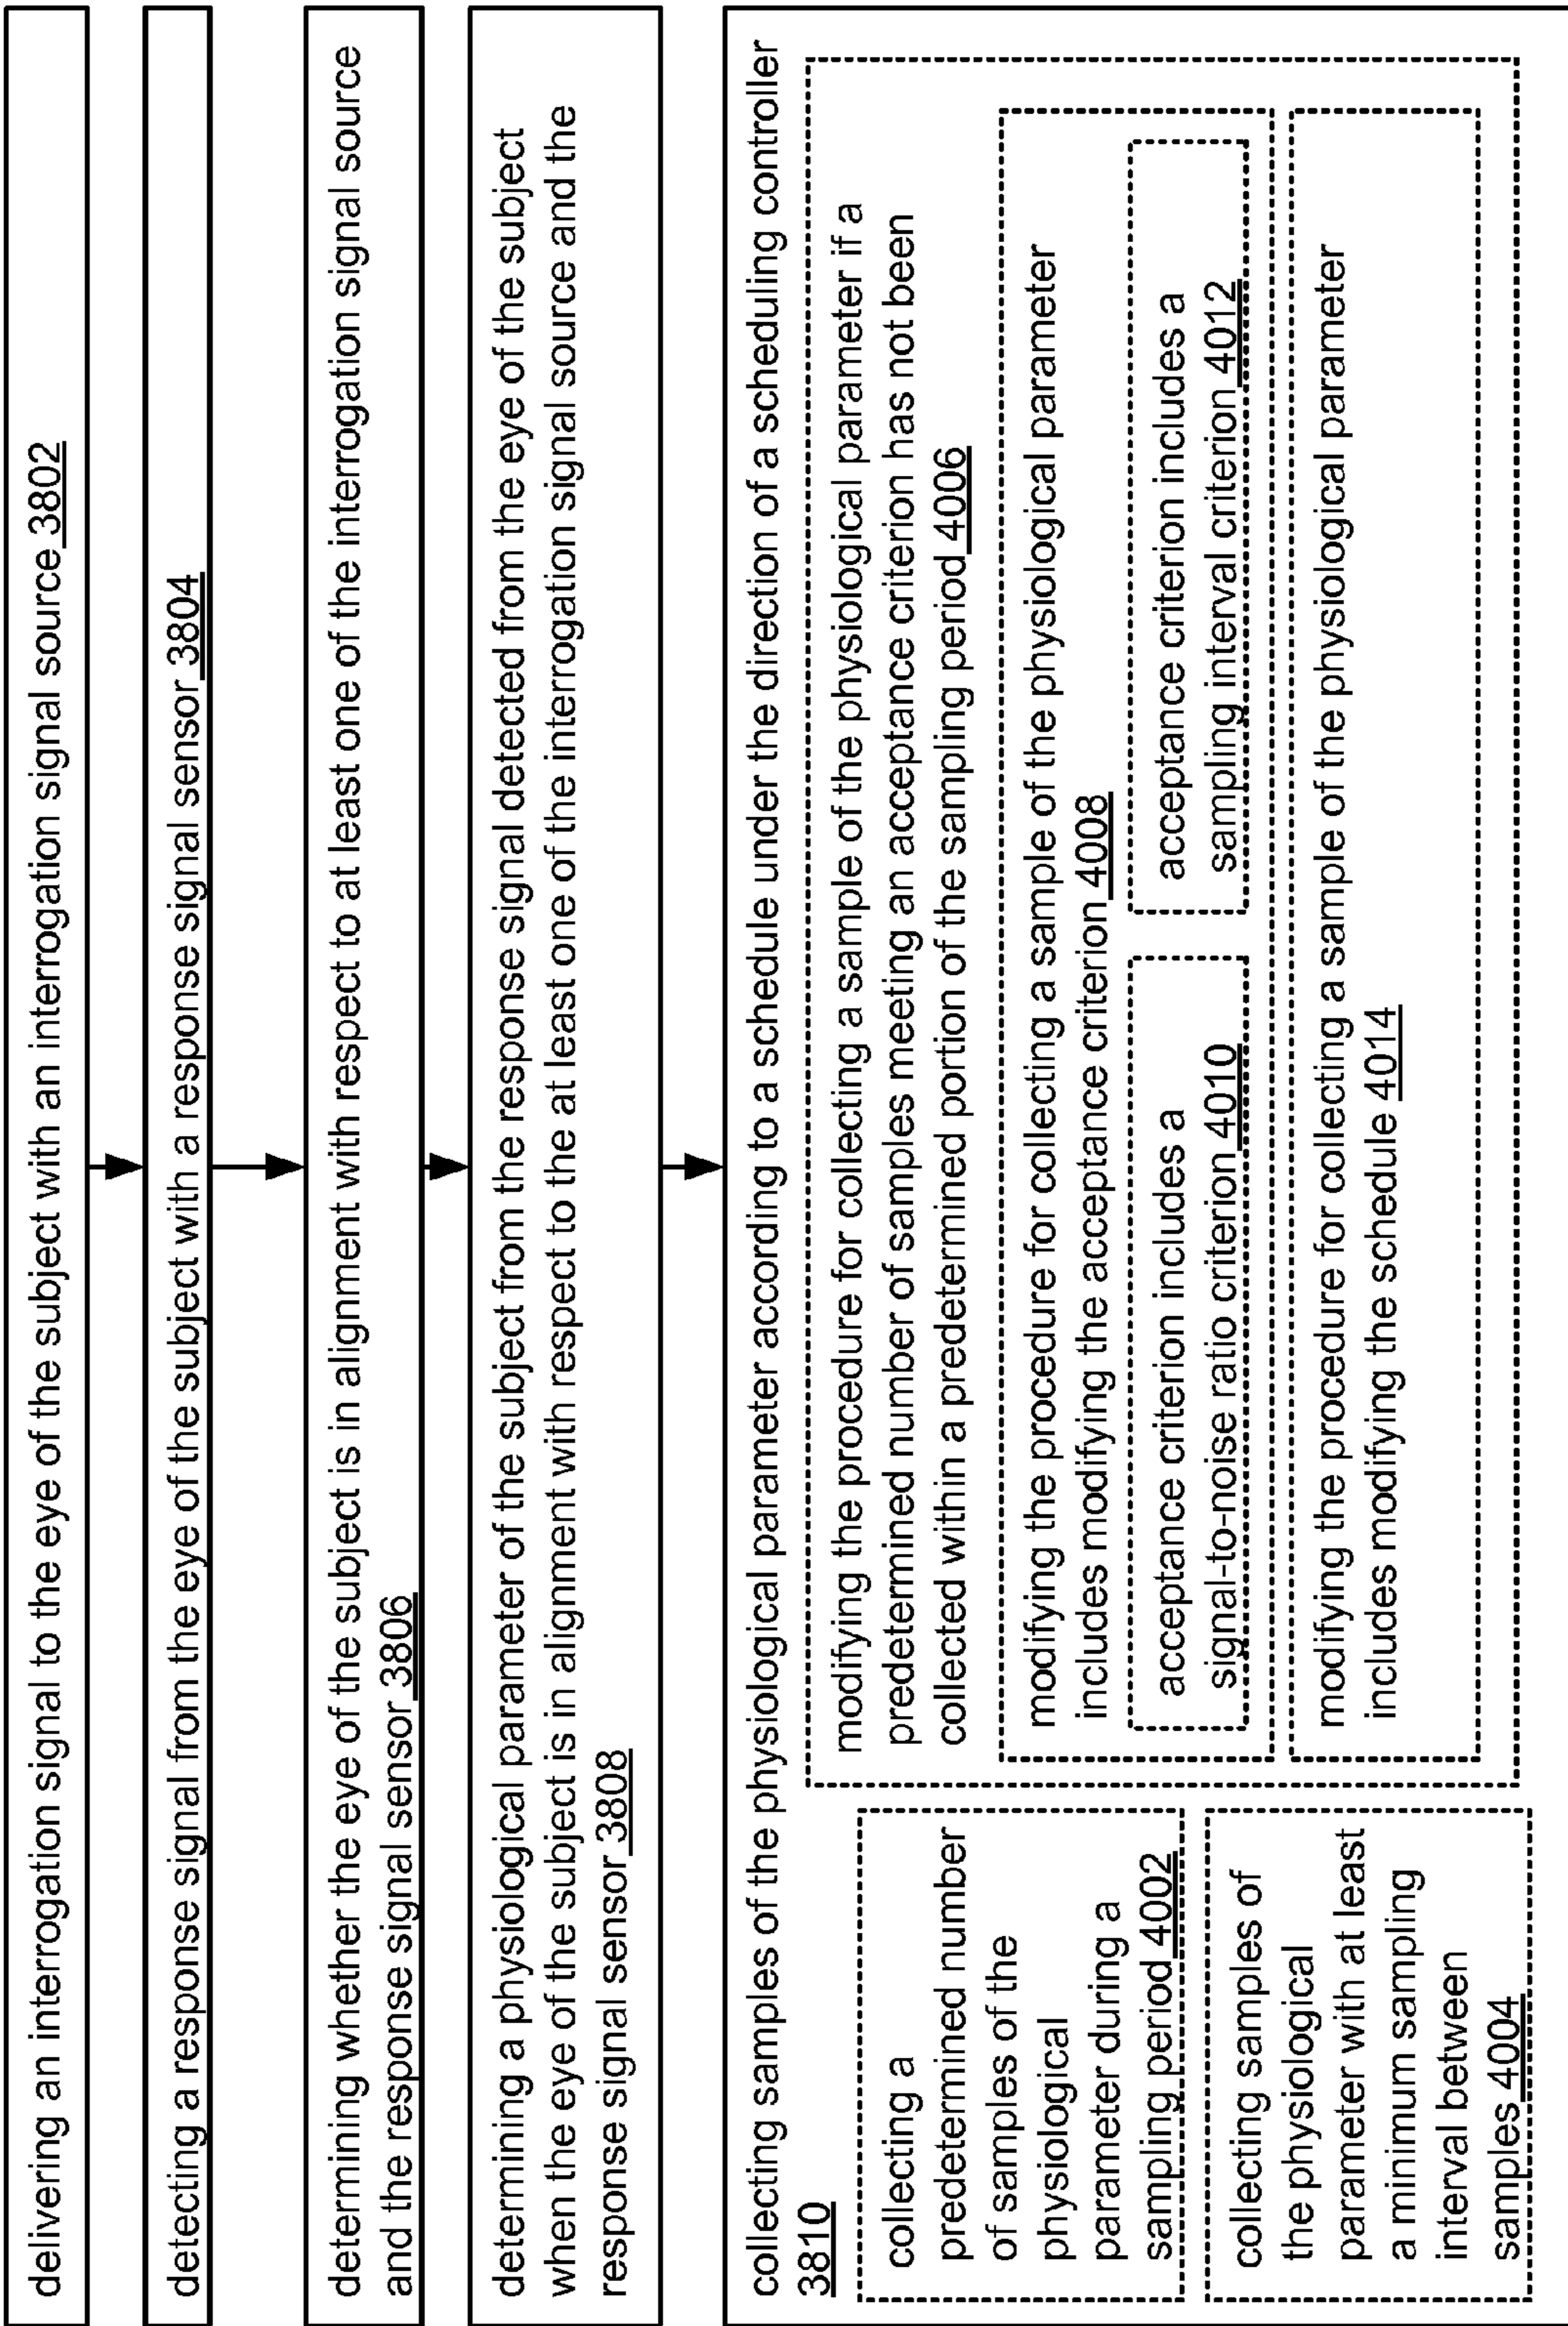 delivering an interrogation signal to the eye of the subject with an interrogation signal source 3802
detecting a response signal from the eye of the subject with a response signal sensor 3804
determining whether the eye of the subject is in alignment with respect to at least one of the interrogation signal source
and the response signal sensor 3806
determining a physiological parameter of the subject from the response signal detected from the eye of the subject
when the eye of the subject is in alignment with respect to the at least one of the interrogation signal source and the
response signal sensor 3808
collecting samples of the physiological parameter according to a schedule under the direction of a scheduling controller
3810
collecting a
predetermined number
of samples of the
physiological
parameter during a
sampling period 4002
collecting samples of
the physiological
parameter with at least
a minimum sampling
interval between
samples 4004
modifying the procedure for collecting a sample of the physiological parameter if a
predetermined number of samples meeting an acceptance criterion has not been
collected within a predetermined portion of the sampling period 4006
modifying the procedure for collecting a sample of the physiological parameter
includes modifying the acceptance criterion 4008
acceptance criterion includes a
signal-to-noise ratio criterion 4010
acceptance criterion includes a
sampling interval criterion 4012
modifying the procedure for collecting a sample of the physiological parameter
includes modifying the schedule 4014